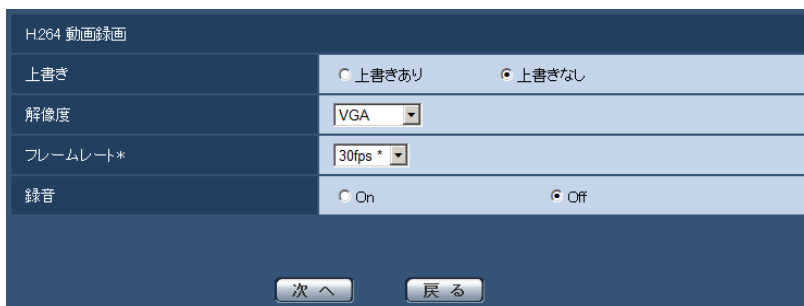 H.264 動画録画
上書き 上書きあり 上書きなし
解像度 VGA
フレームレート* 30fps *
録音 On Off
次 へ 戻 る